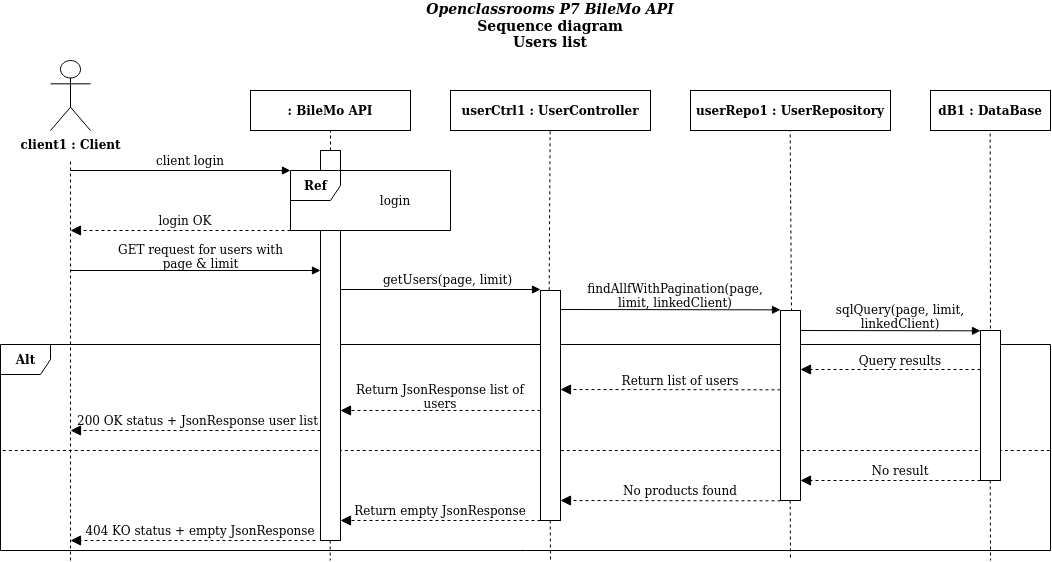 Openclassrooms P7 BileMo API
Sequence diagram
Users list
client1 : Client
: BileMo API
userCtrl1 : UserController
userRepo1 : UserRepository
dB1 : DataBase
client login
Ref
login
login OK
GET request for users with
page & limit
getUsers(page, limit)
findAllfWithPagination(page,
limit, linkedClient)
sqlQuery(page, limit,
linkedClient)
Alt
Query results
Return list of users
Return JsonResponse list of
users
200 OK status + JsonResponse user list
No result
No products found
Return empty JsonResponse
404 KO status + empty JsonResponse